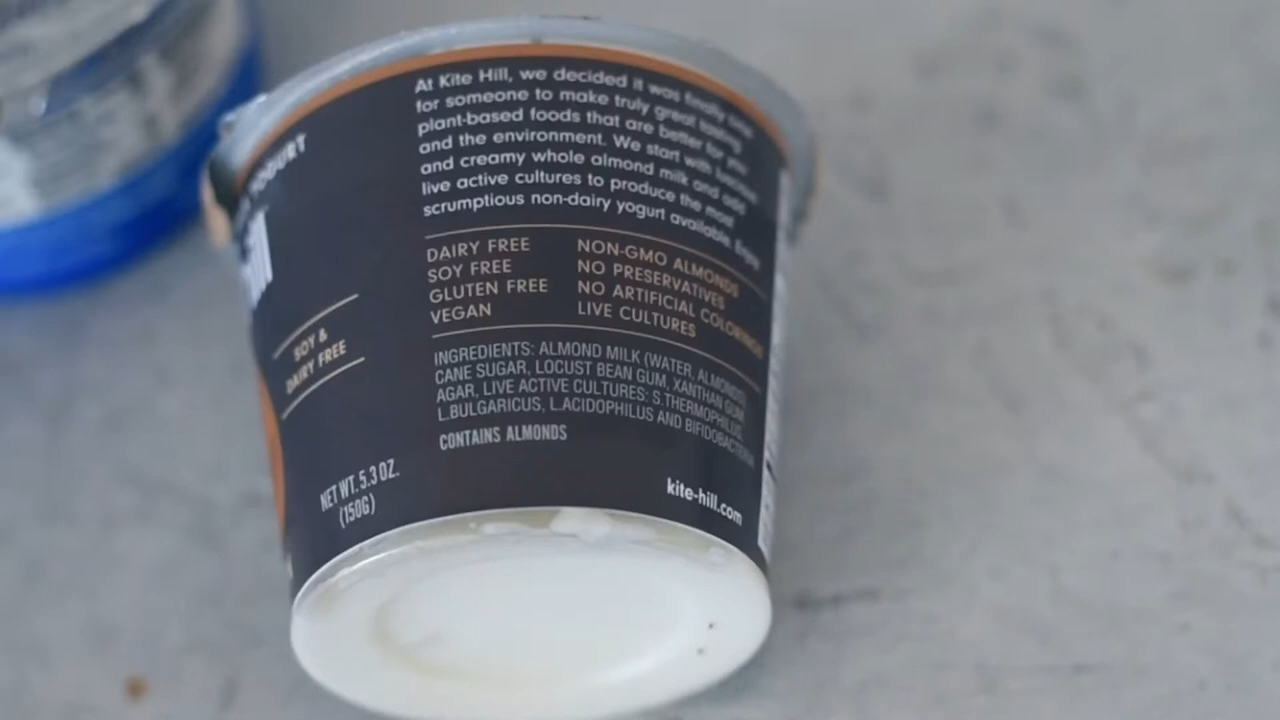 YOGURT
SOY &
DAIRY FREE
NET WT. 5.3 OZ.
(150G)
At Kite Hill, we decided it was finally time
for someone to make truly great tasting
plant-based foods that are better for you
and the environment. We start with
and creamy whole almond milk and add
live active cultures to produce the most
scrumptious non-dairy yogurt available. Enjoy
DAIRY FREE
SOY FREE
GLUTEN FREE
VEGAN
NON-GMO ALMONDS
NO PRESERVATIVES
NO ARTIFICIAL COLORINGS
LIVE CULTURES
INGREDIENTS: ALMOND MILK (WATER, ALMONDS)
CANE SUGAR, LOCUST BEAN GUM, XANTHAN GUM,
AGAR, LIVE ACTIVE CULTURES: S.THERMOPHILUS,
L.BULGARICUS, L.ACIDOPHILUS AND BIFIDOBACTERIA
CONTAINS ALMONDS
kite-hill.com